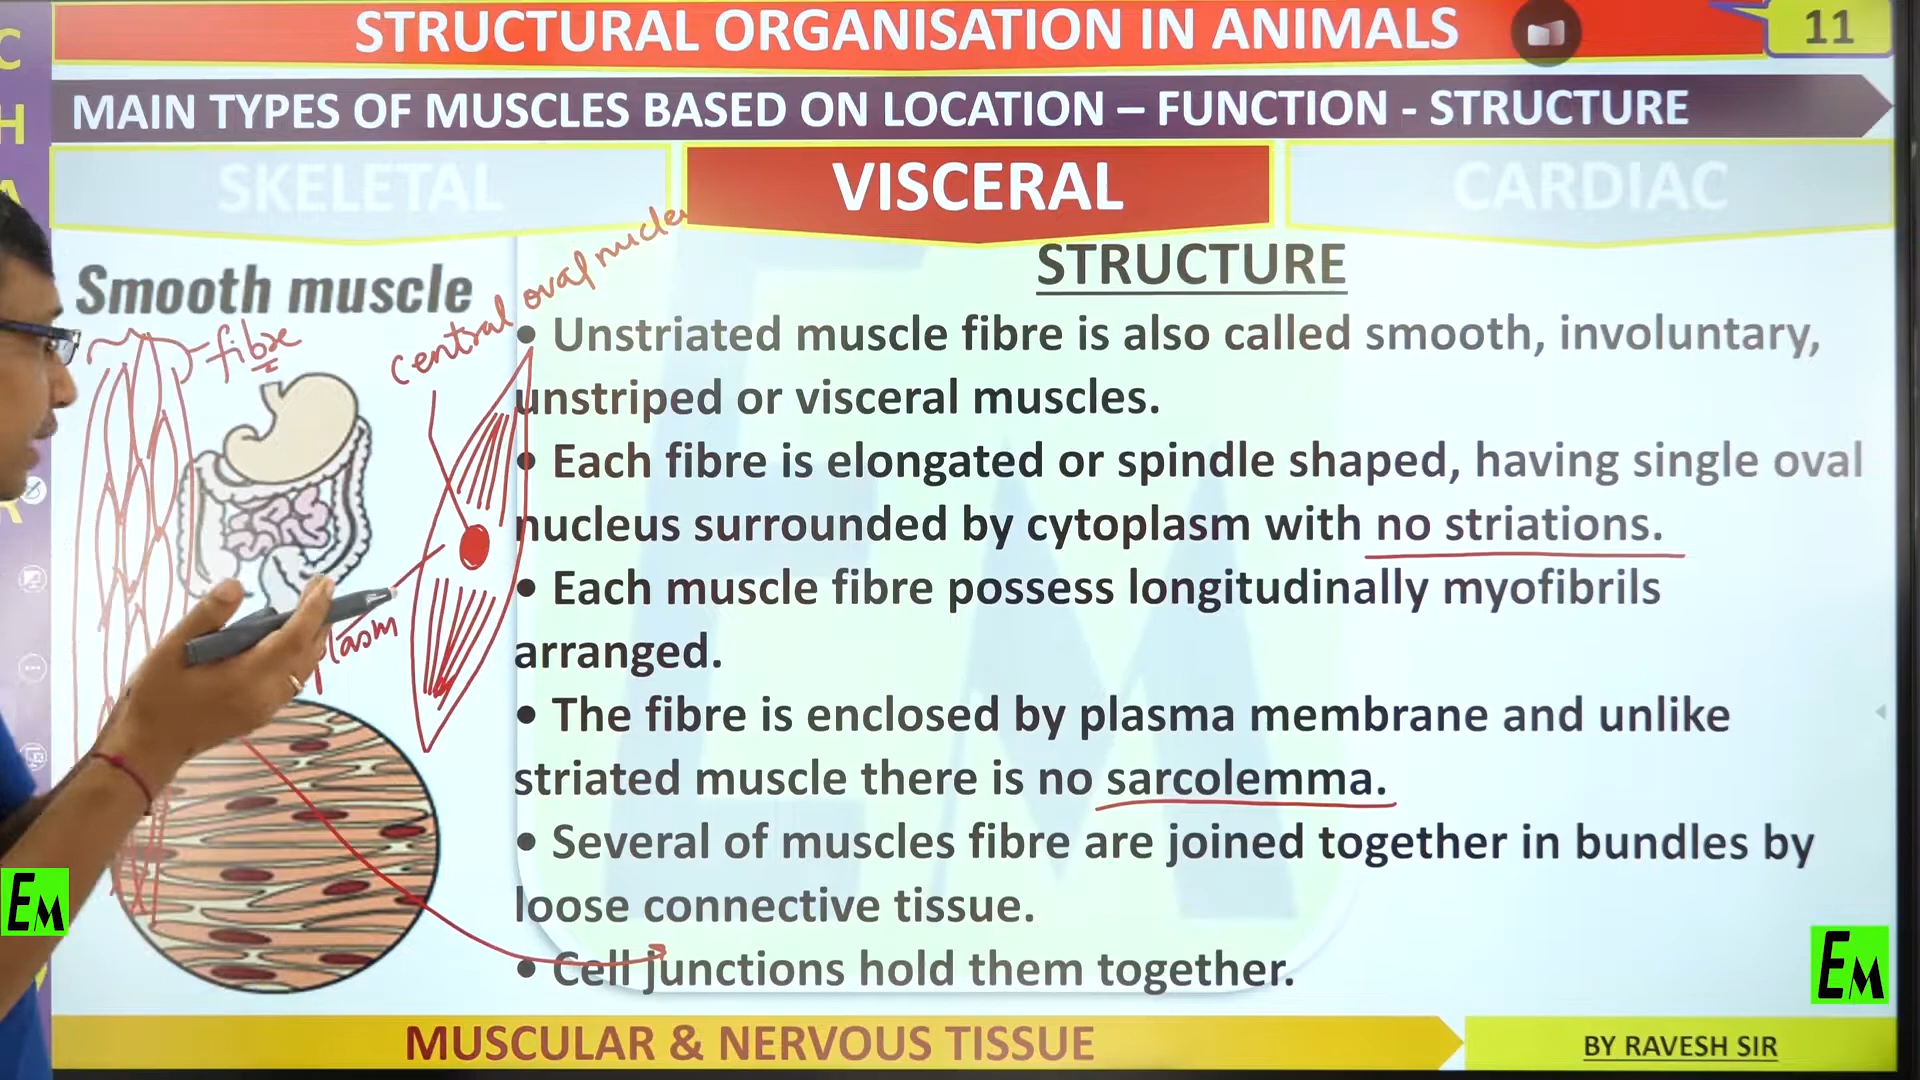 STRUCTURAL ORGANISATION IN ANIMALS
11
MAIN TYPES OF MUSCLES BASED ON LOCATION – FUNCTION - STRUCTURE
SKELETAL
VISCERAL
CARDIAC
C
H
A
R
Smooth muscle
fibre
central oval
STRUCTURE
• Unstriated muscle fibre is also called smooth, involuntary,
unstriped or visceral muscles.
• Each fibre is elongated or spindle shaped, having single oval
nucleus surrounded by cytoplasm with no striations.
• Each muscle fibre possess longitudinally myofibrils
arranged.
• The fibre is enclosed by plasma membrane and unlike
striated muscle there is no sarcolemma.
• Several of muscles fibre are joined together in bundles by
loose connective tissue.
• Cell junctions hold them together.
plasm
EM
EM
MUSCULAR & NERVOUS TISSUE
BY RAVESH SIR